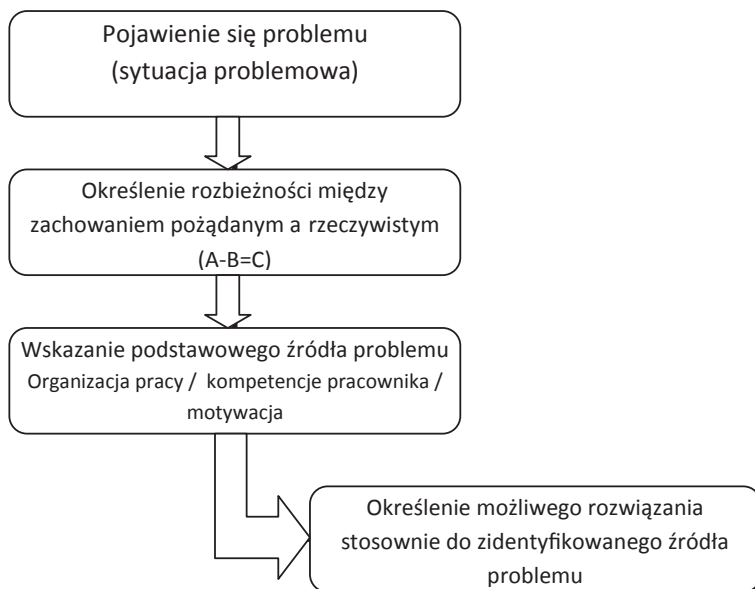 Pojawienie się problemu
(sytuacja problemowa)
Określenie rozbieżności między
zachowaniem pożądanym a rzeczywistym
(A-B=C)
Wskazanie podstawowego źródła problemu
Organizacja pracy / kompetencje pracownika /
motywacja
Określenie możliwego rozwiązania
stosownie do zidentyfikowanego źródła
problemu